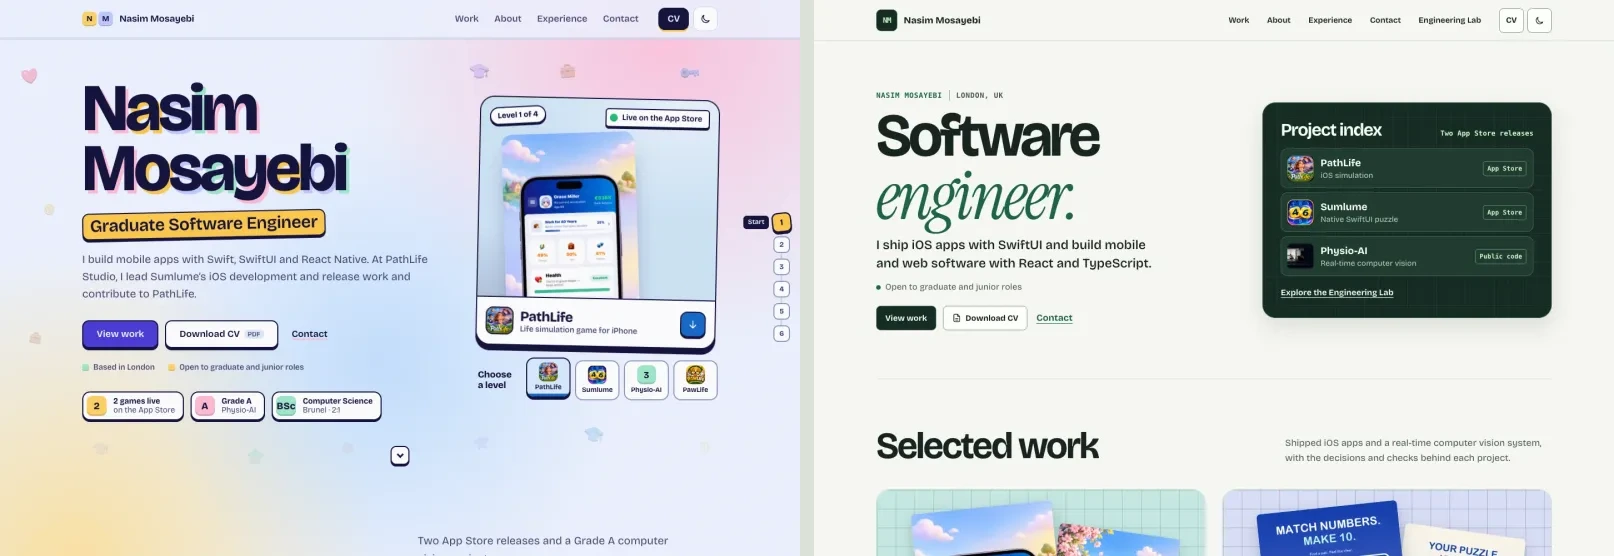 N M Nasim Mosayebi
Work About Experience Contact CV
Nasim
Mosayebi
Graduate Software Engineer
I build mobile apps with Swift, SwiftUI and React Native. At PathLife
Studio, I lead Sumlume's iOS development and release work and
contribute to PathLife.
View work Download CV PDF Contact
Based in London Open to graduate and junior roles
2 2 games live
on the App Store
A Grade A
Physio-AI
BSc Computer Science
Brunel · 2:1
Level 1 of 4
Live on the App Store
Grace Miller
Health
PathLife
Life simulation game for iPhone
Choose
a level
PathLife
Sumlume
3
Physio-AI
PawLife
Start 1
2
3
4
5
6
Two App Store releases and a Grade A computer
NM Nasim Mosayebi
Work About Experience Contact Engineering Lab CV
NASIM MOSAYEBI LONDON, UK
Software
engineer.
I ship iOS apps with SwiftUI and build mobile
and web software with React and TypeScript.
Open to graduate and junior roles
View work Download CV Contact
Project index Two App Store releases
PathLife
iOS simulation
App Store
Sumlume
Native SwiftUI puzzle
App Store
Physio-AI
Real-time computer vision
Public code
Explore the Engineering Lab
Selected work
Shipped iOS apps and a real-time computer vision system,
with the decisions and checks behind each project.
MATCH NUMBERS.
MAKE 10.
YOUR PUZZLE